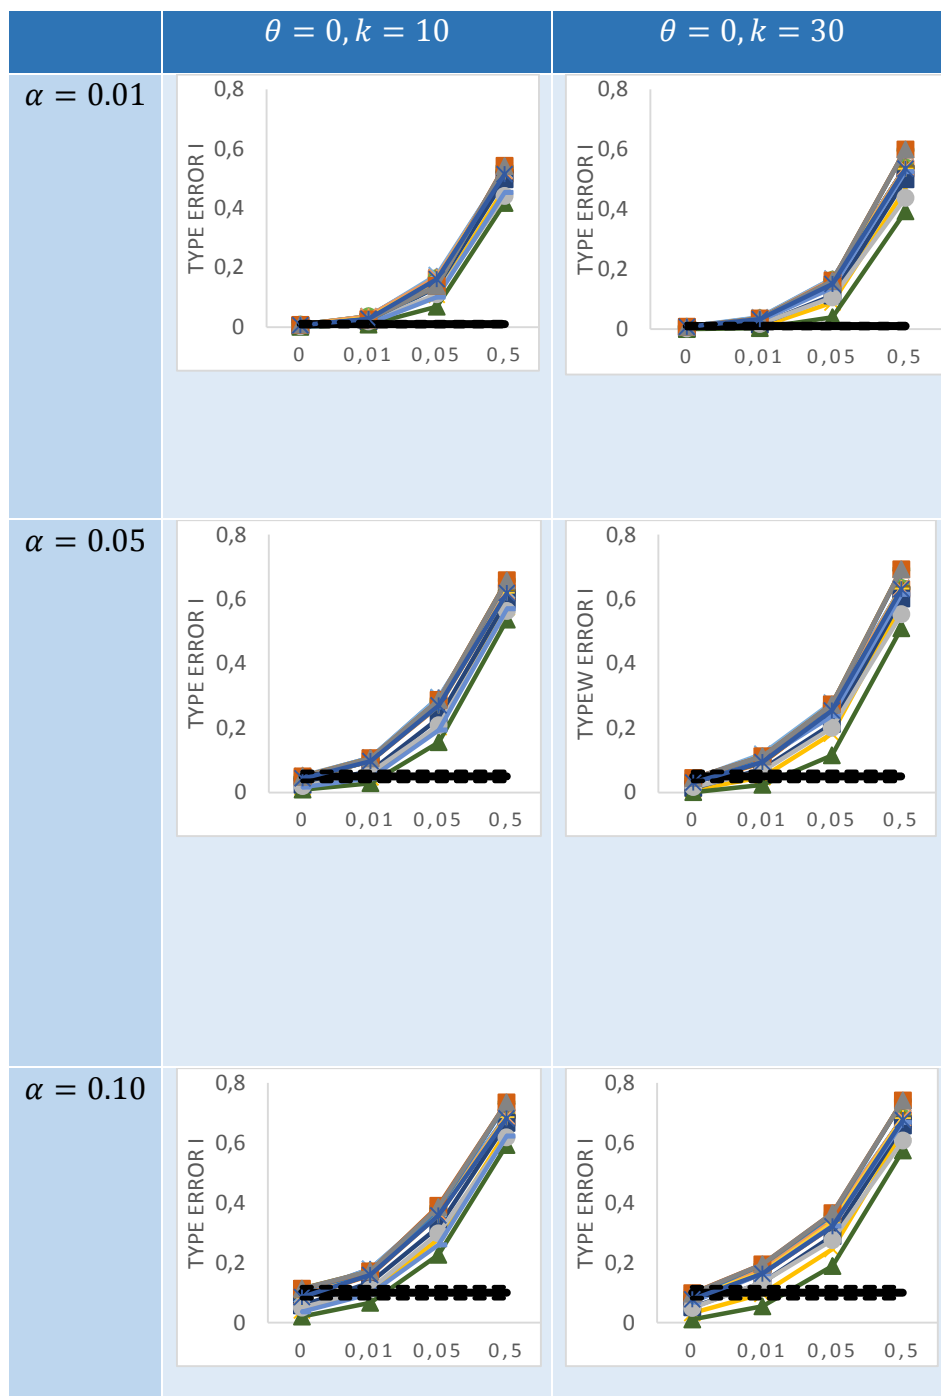 θ = 0, k = 10
θ = 0, k = 30
α = 0.01
0,8
0,6
0,4
0,2
0
TYPE ERROR I
0 0,01 0,05 0,5
0,8
0,6
0,4
0,2
0
TYPE ERROR I
0 0,01 0,05 0,5
α = 0.05
0,8
0,6
0,4
0,2
0
TYPE ERROR I
0 0,01 0,05 0,5
0,8
0,6
0,4
0,2
0
TYPEW ERROR I
0 0,01 0,05 0,5
α = 0.10
0,8
0,6
0,4
0,2
0
TYPE ERROR I
0 0,01 0,05 0,5
0,8
0,6
0,4
0,2
0
TYPE ERROR I
0 0,01 0,05 0,5